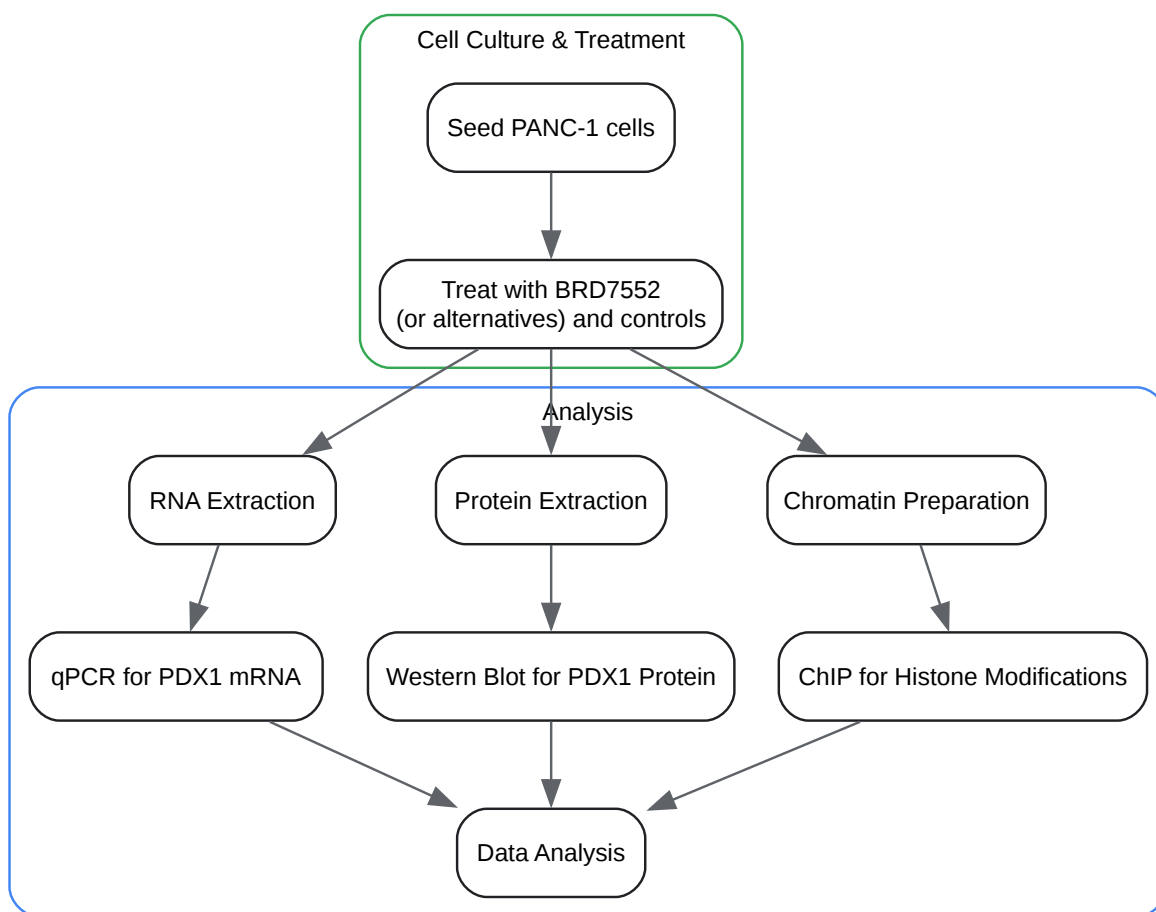 Cell Culture & Treatment
Seed PANC-1 cells
Treat with BRD7552
(or alternatives) and controls
Analysis
RNA Extraction
Protein Extraction
Chromatin Preparation
qPCR for PDX1 mRNA
Western Blot for PDX1 Protein
ChIP for Histone Modifications
Data Analysis